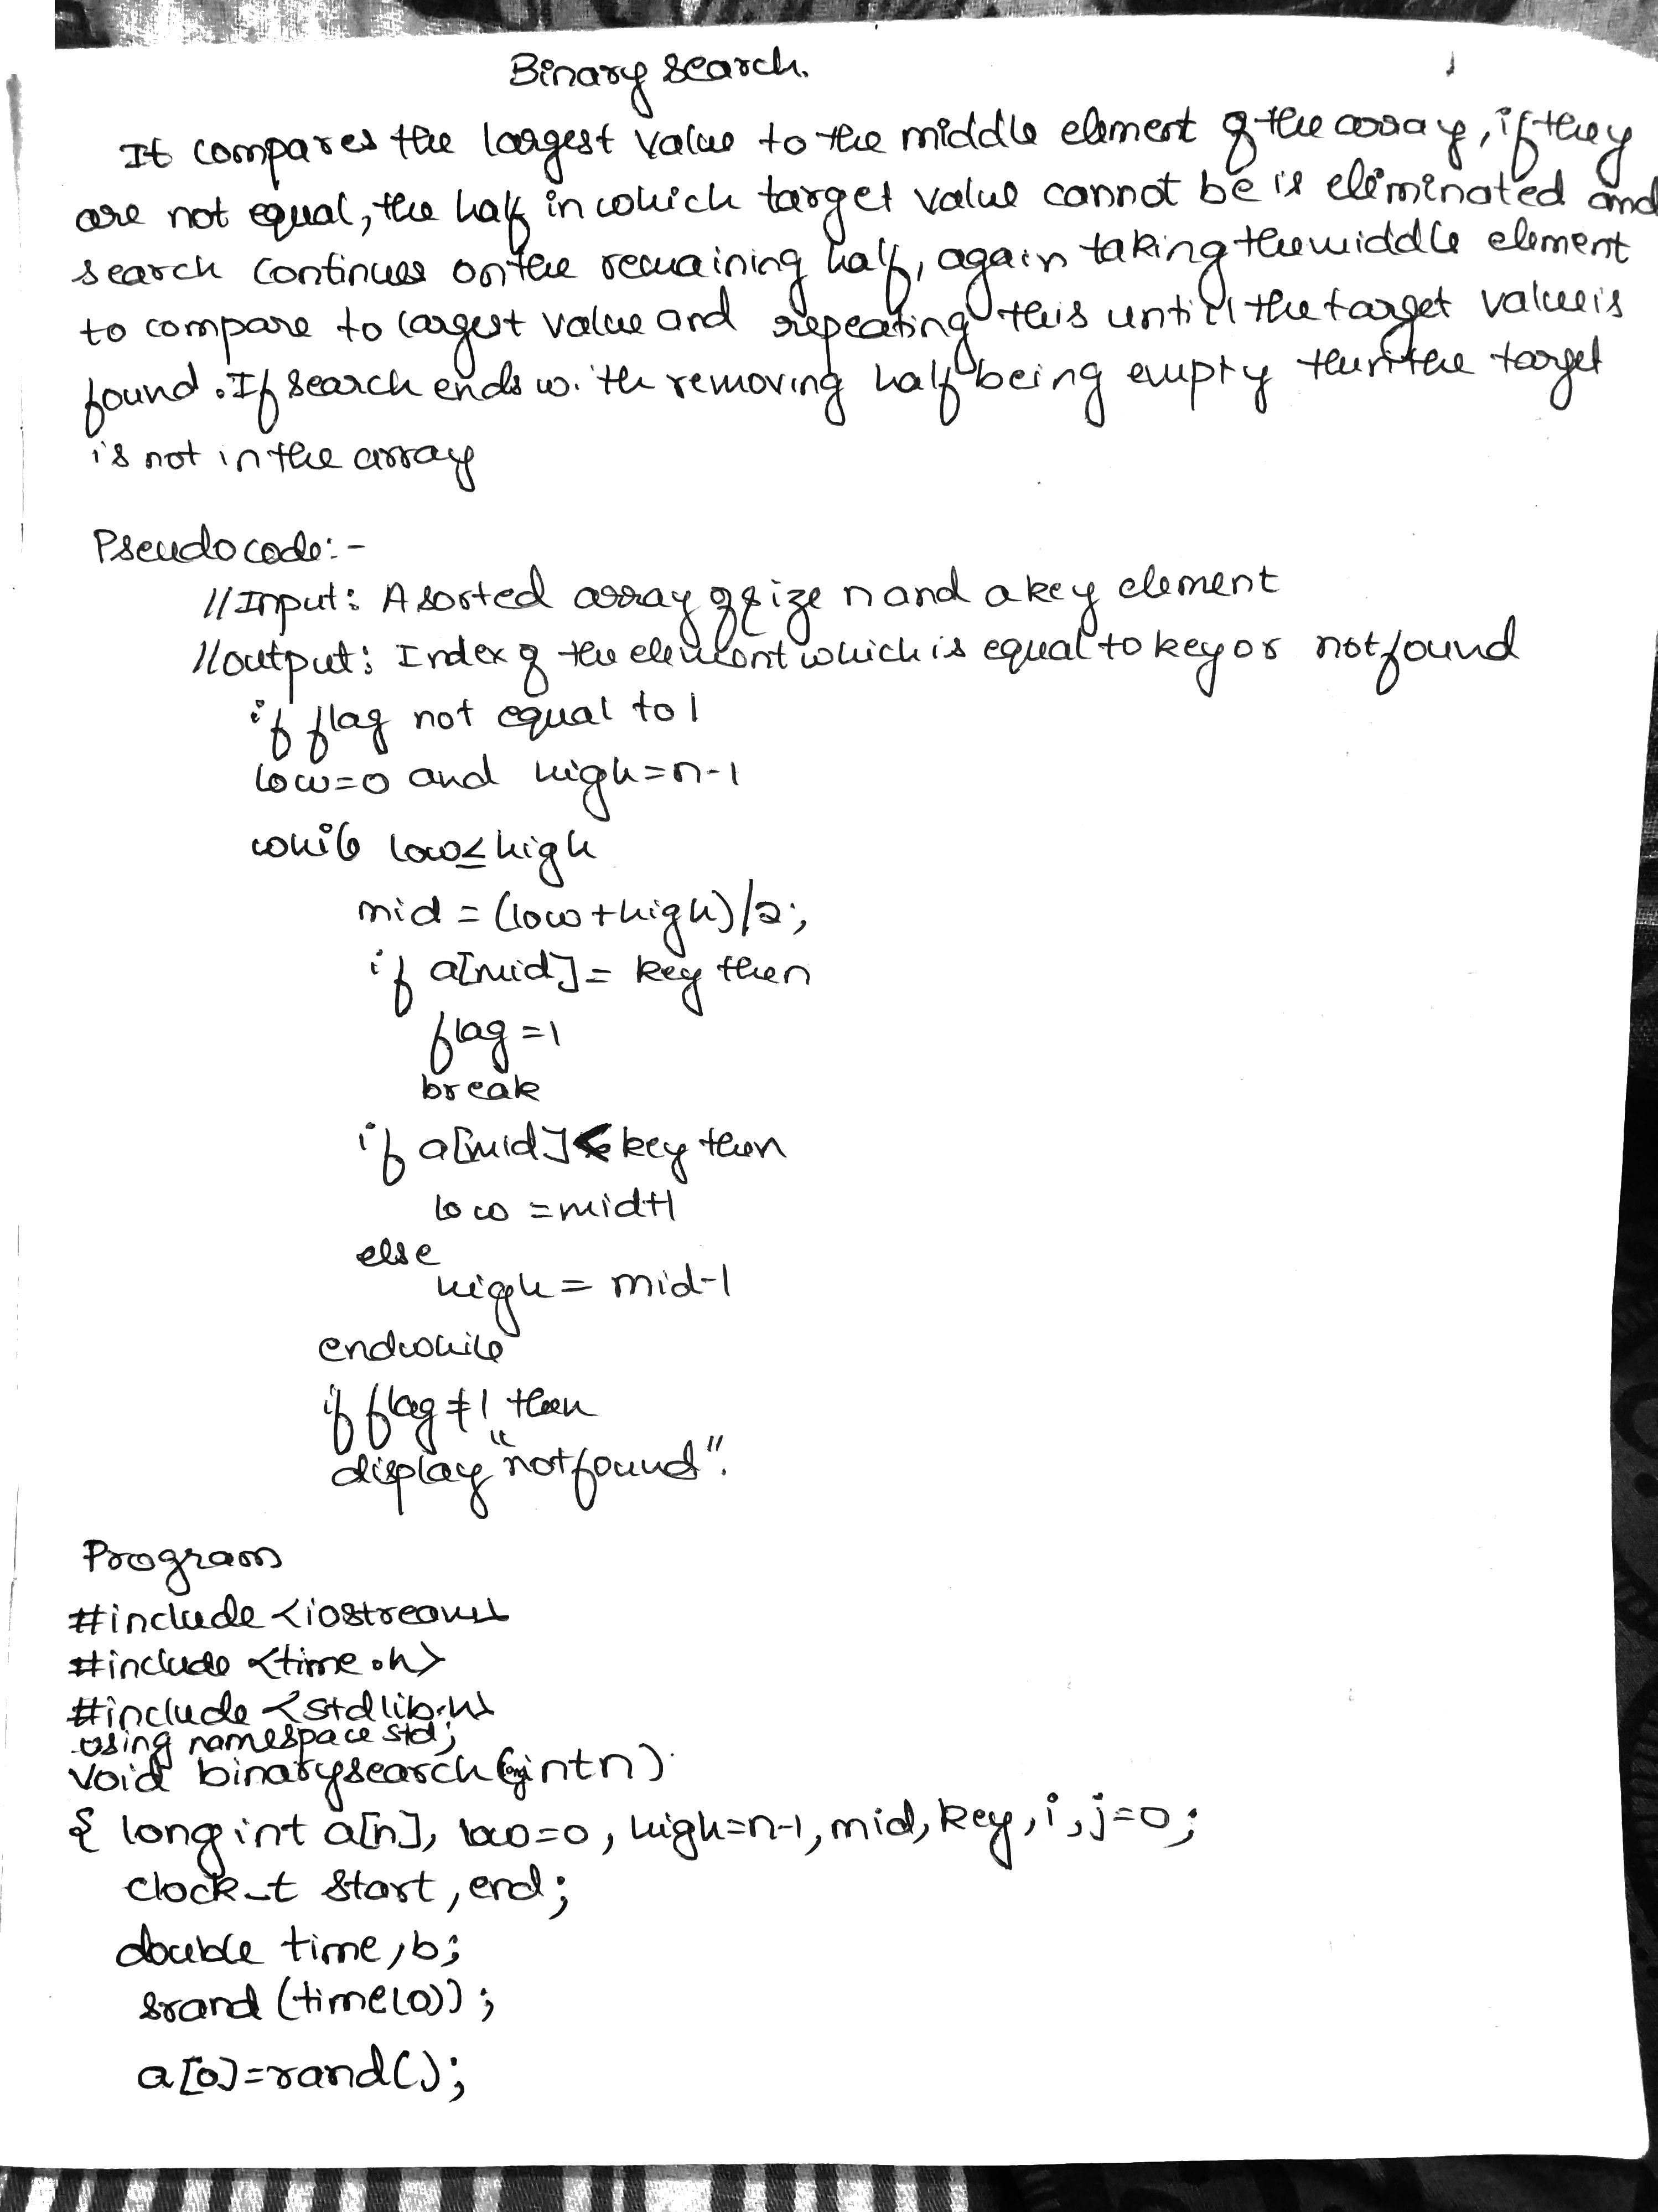 Binary search.
It compares the largest value to the middle element of the array, if they
are not equal, the half in which target value cannot be is eliminated and
search continues on the remaining half, again taking the middle element
to compare to largest value and repeating this until the target value is
found. If search ends with removing half being empty then the target
is not in the array
Pseudocode:-
//Input: A sorted array of size n and a key element
//output: Index of the element which is equal to key or not found
if flag not equal to 1
low=0 and high=n-1
while low≤high
mid = (low+high)/2;
if a[mid]= key then
flag=1
break
if a[mid]<key then
low =mid+1
else
high = mid-1
endwhile
if flag≠1 then
display "not found".
Program
#include <iostream>
#include <time.h>
#include <stdlib.h>
using namespace std;
void binarysearch(long int n)
{ long int a[n], low=0, high=n-1, mid, key, i, j=0;
clock_t start, end;
double time, b;
srand (time(0));
a[0]=rand();